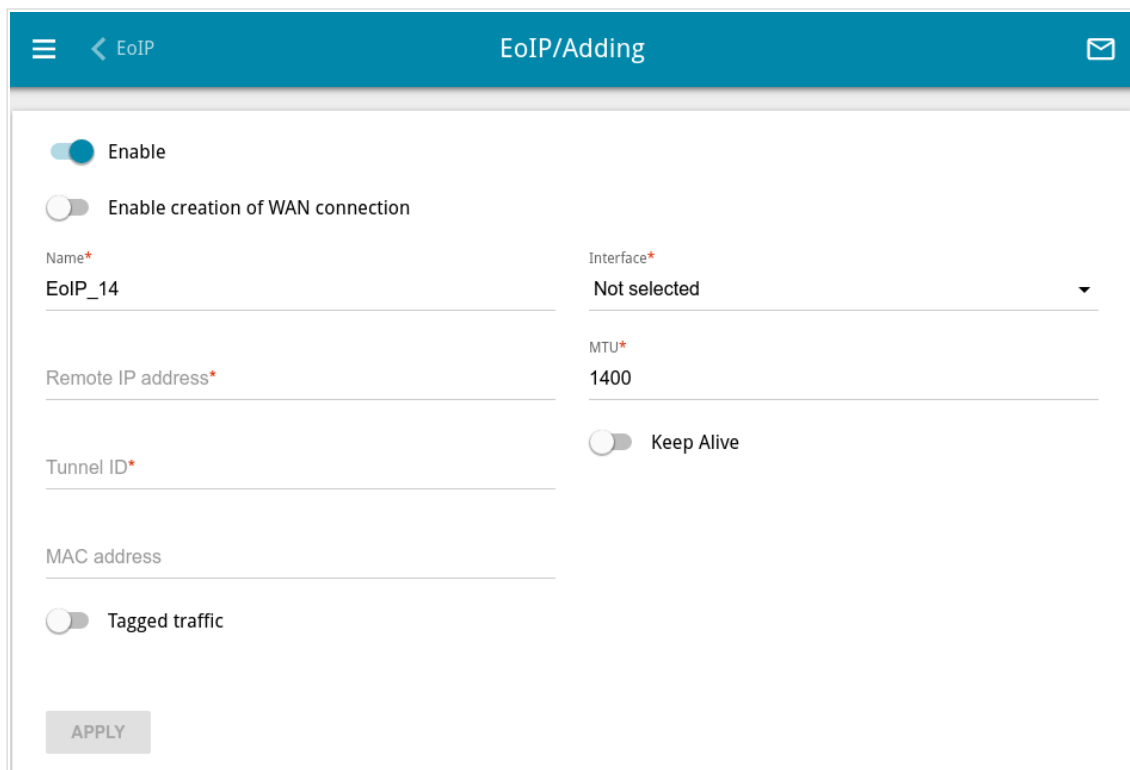 EoIP
EoIP/Adding
Enable
Enable creation of WAN connection
Name*
EoIP_14
Interface*
Not selected
Remote IP address*
MTU*
1400
Keep Alive
Tunnel ID*
MAC address
Tagged traffic
APPLY